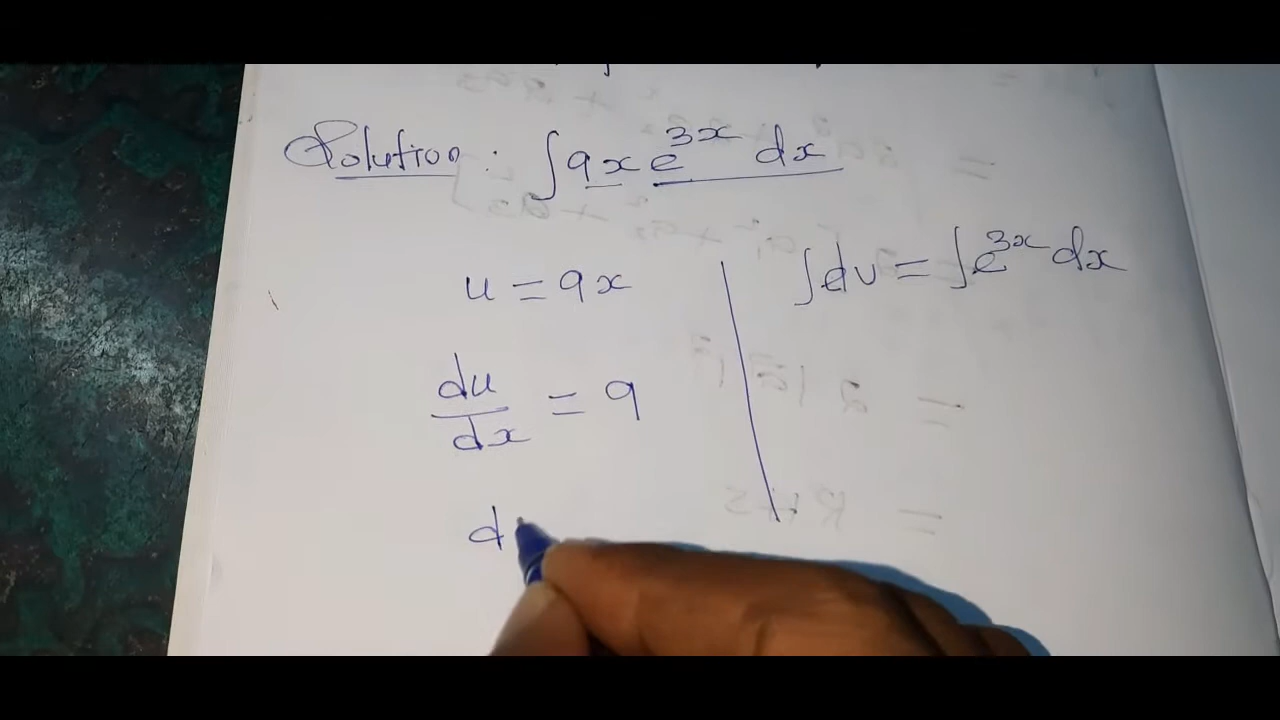 Solution: ∫9xe^{3x} dx
u = 9x
∫dv = ∫e^{3x} dx
du/dx = 9
d